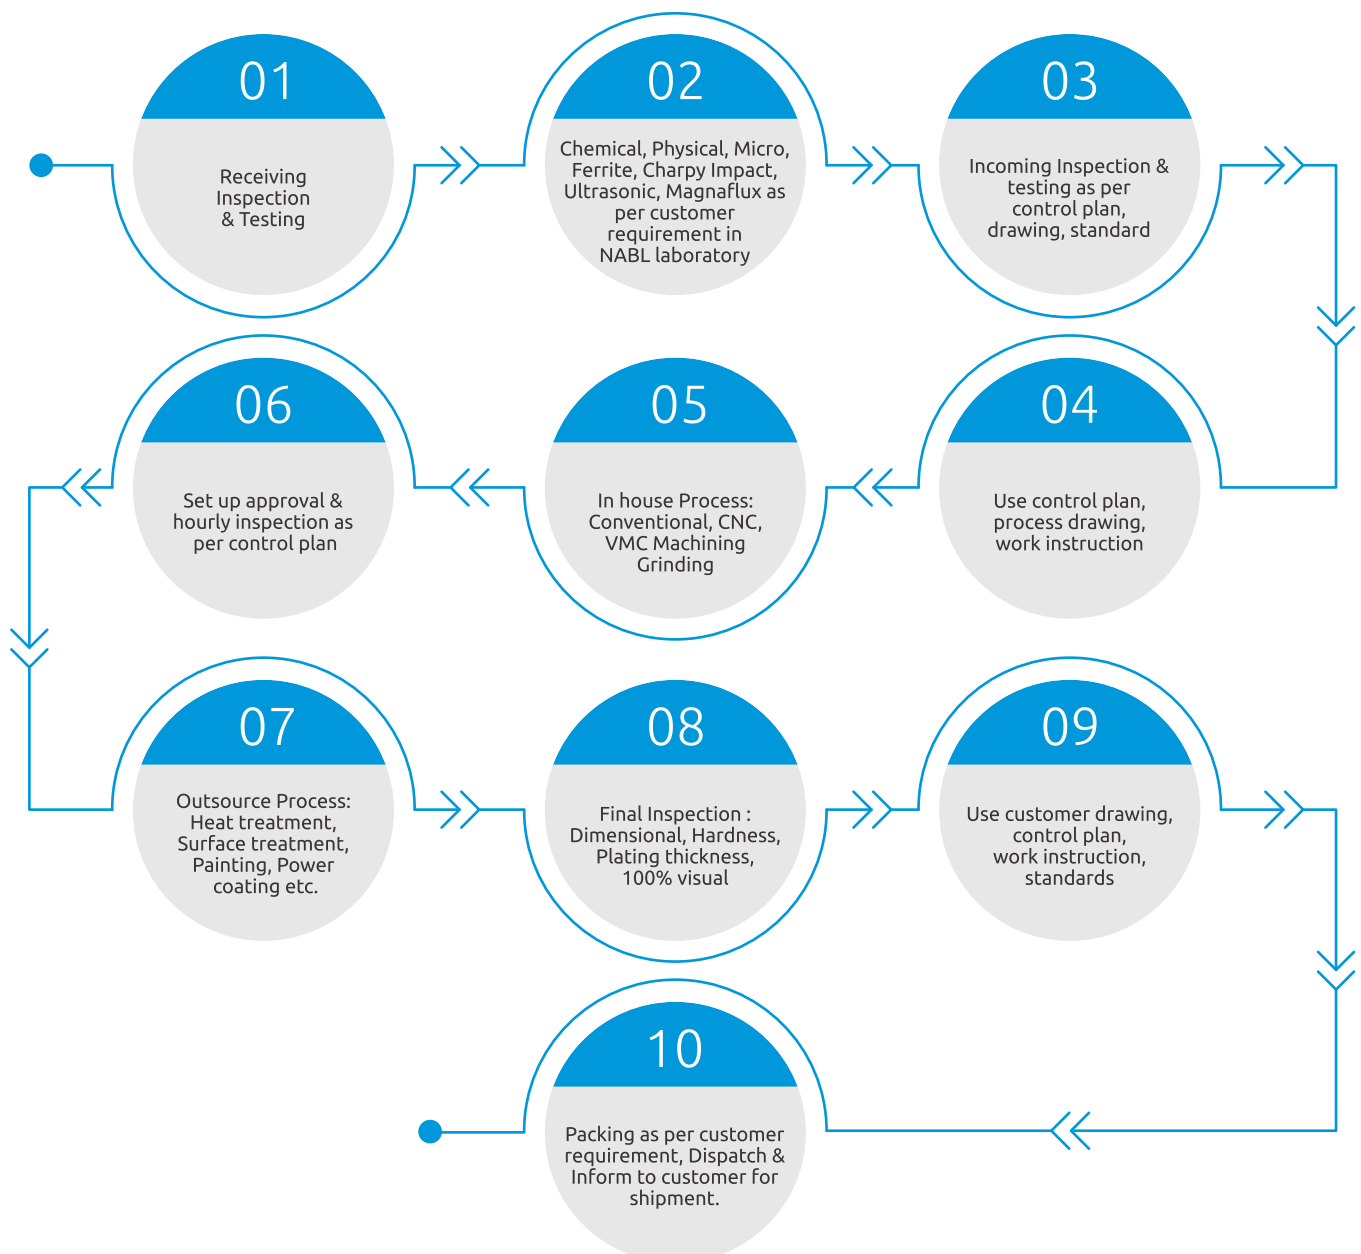 01
Receiving
Inspection
& Testing
02
Chemical, Physical, Micro,
Ferrite, Charpy Impact,
Ultrasonic, Magnaflux as
per customer
requirement in
NABL laboratory
03
Incoming Inspection &
testing as per
control plan,
drawing, standard
04
Use control plan,
process drawing,
work instruction
05
In house Process:
Conventional, CNC,
VMC Machining
Grinding
06
Set up approval &
hourly inspection as
per control plan
07
Outsource Process:
Heat treatment,
Surface treatment,
Painting, Power
coating etc.
08
Final Inspection :
Dimensional, Hardness,
Plating thickness,
100% visual
09
Use customer drawing,
control plan,
work instruction,
standards
10
Packing as per customer
requirement, Dispatch &
Inform to customer for
shipment.